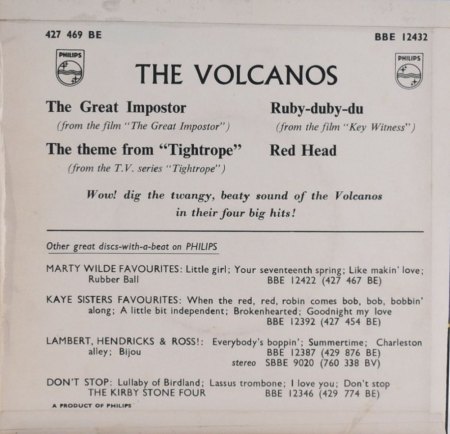 427 469 BE BBE 12432
PHILIPS PHILIPS
THE VOLCANOS
The Great Impostor Ruby-duby-du
(from the film "The Great Impostor") (from the film "Key Witness")
The theme from "Tightrope" Red Head
(from the T.V. series "Tightrope")
Wow! dig the twangy, beaty sound of the Volcanos
in their four big hits!
Other great discs-with-a-beat on PHILIPS
MARTY WILDE FAVOURITES: Little girl; Your seventeenth spring; Like makin' love;
Rubber Ball BBE 12422 (427 467 BE)
KAYE SISTERS FAVOURITES: When the red, red, robin comes bob, bob, bobbin'
along; A little bit independent; Brokenhearted; Goodnight my love
BBE 12392 (427 454 BE)
LAMBERT, HENDRICKS & ROSS!: Everybody's boppin'; Summertime; Charleston
alley; Bijou BBE 12387 (429 876 BE)
stereo SBBE 9020 (760 338 BV)
DON'T STOP: Lullaby of Birdland; Lassus trombone; I love you; Don't stop
THE KIRBY STONE FOUR BBE 12346 (429 774 BE)
A PRODUCT OF PHILIPS